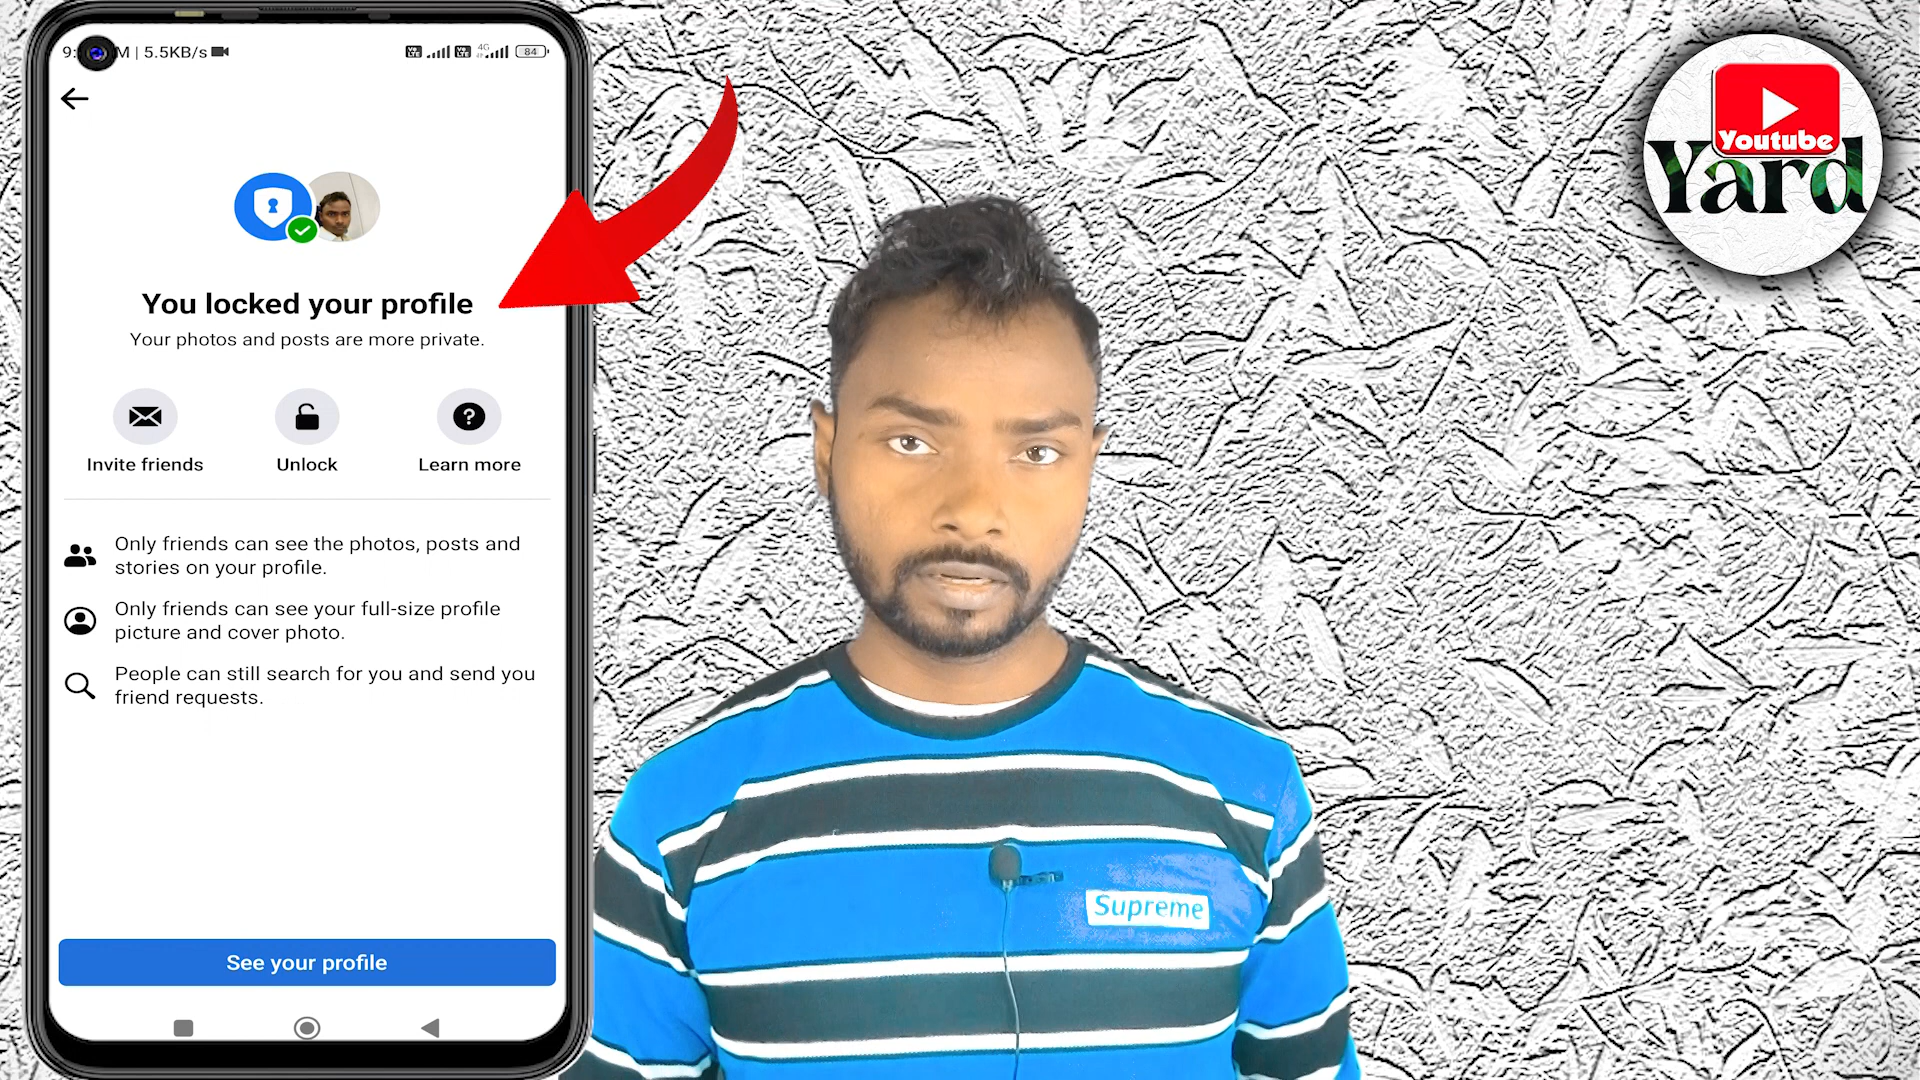 5.5KB/s
4G
84
You locked your profile
Your photos and posts are more private.
Invite friends
Unlock
Learn more
Only friends can see the photos, posts and
stories on your profile.
Only friends can see your full-size profile
picture and cover photo.
People can still search for you and send you
friend requests.
See your profile
Youtube
Yard
Supreme